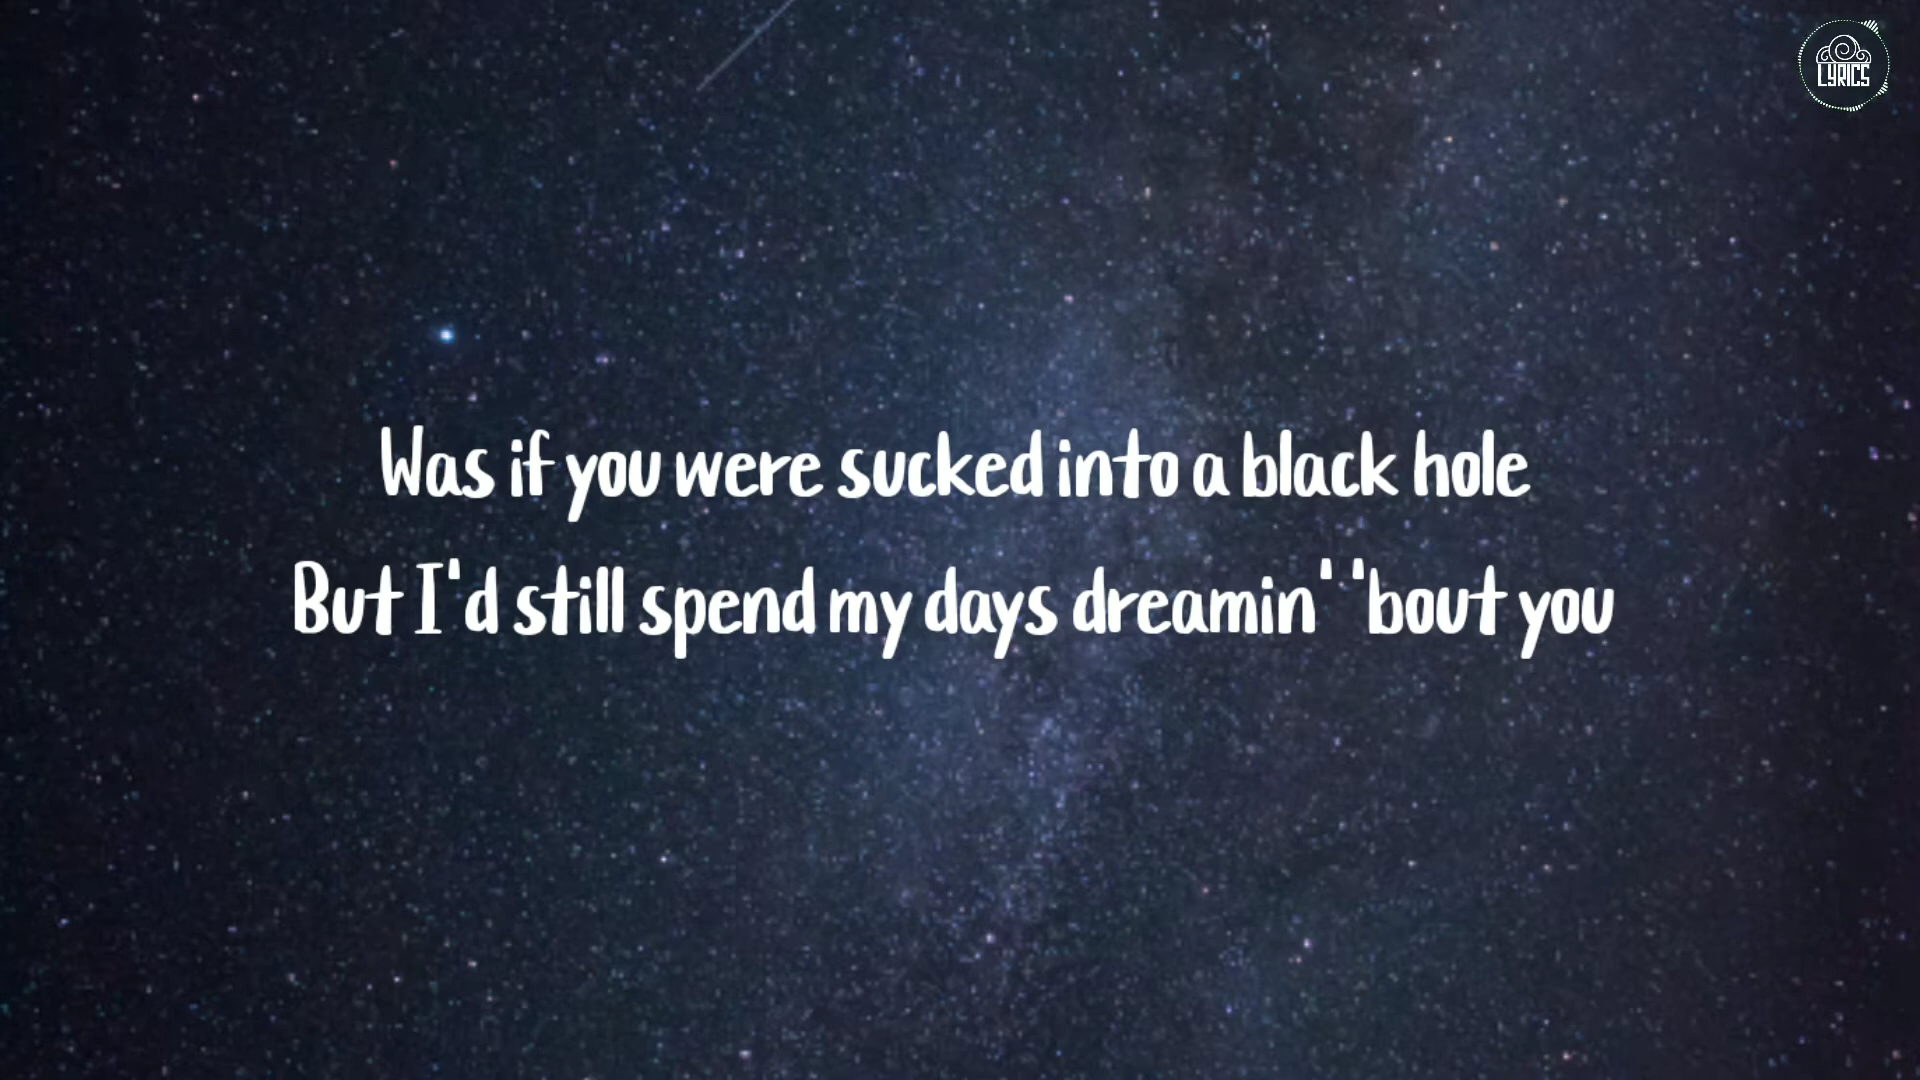 LYRICS
Was if you were sucked into a black hole
But I'd still spend my days dreamin' 'bout you